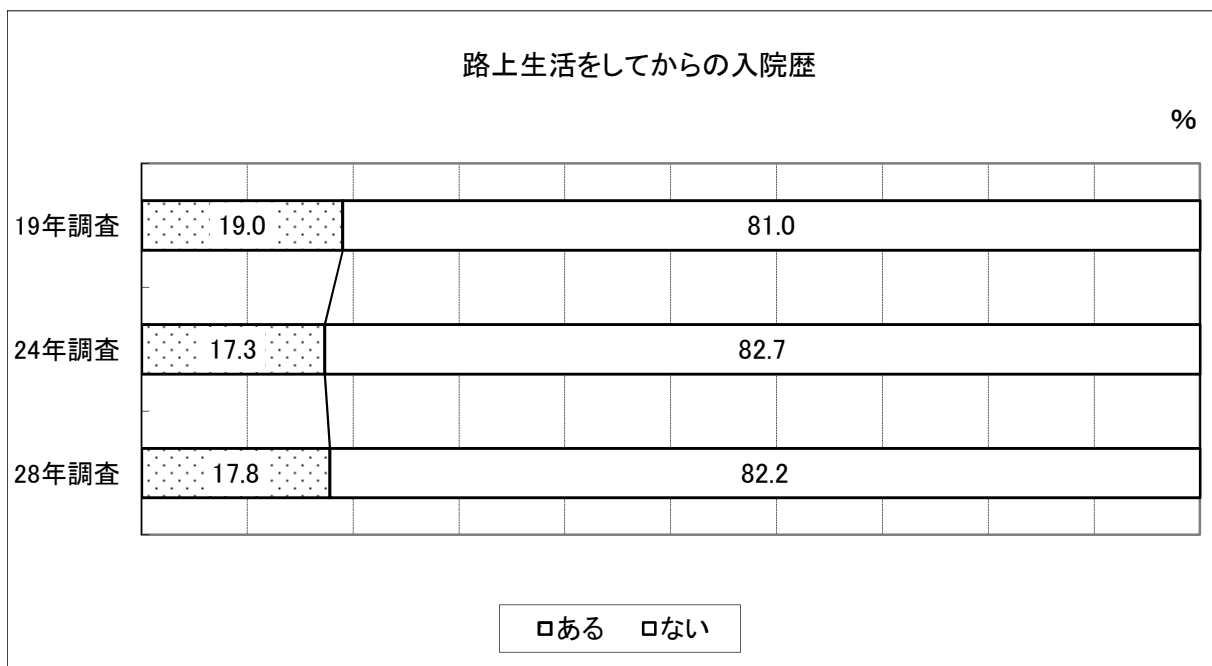 路上生活をしてからの入院歴
%
19年調査 19.0 81.0
24年調査 17.3 82.7
28年調査 17.8 82.2
ある ない